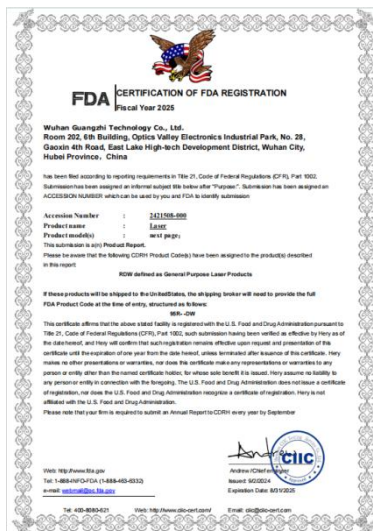 FDA
CERTIFICATION OF FDA REGISTRATION
Fiscal Year 2025
Wuhan Guangzhi Technology Co., Ltd.
Room 202, 6th Building, Optics Valley Electronics Industrial Park, No. 28,
Gaoxin 4th Road, East Lake High-tech Development District, Wuhan City,
Hubei Province，China
has been filed according to reporting requirements in Title 21, Code of Federal Regulations (CFR), Part 1002.
Submission has been assigned an informal subject title below after "Purpose:". Submission has been assigned an
ACCESSION NUMBER which can be used by you and FDA to identify submission
Accession Number : 2421508-000
Product name : Laser
Product model(s) : next page;
This submission is a(n) Product Report.
Please be aware that the following CDRH Product Code(s) have been assigned to the product(s) described
in this report:
RDW defined as General Purpose Laser Products
If these products will be shipped to the UnitedStates, the shipping broker will need to provide the full
FDA Product Code at the time of entry, structured as follows:
95R--DW
This certificate affirms that the above stated facility is registered with the U.S. Food and Drug Administration pursuant to
Title 21, Code of Federal Regulations (CFR), Part 1002, such submission having been verified as effective by Hery as of
the date hereof, and Hery will confirm that such registration remains effective upon request and presentation of this
certificate until the expiration of one year from the date hereof, unless terminated after issuance of this certificate. Hery
makes no other presentations or warranties, nor does this certificate make any representations or warranties to any
person or entity other than the named certificate holder, for whose sole benefit it is issued. Hery assume no liability to
any person or entity in connection with the foregoing. The U.S. Food and Drug Administration does not issue a certificate
of registration, nor does the U.S. Food and Drug Administration recognize a certificate of registration. Hery is not
affiliated with the U.S. Food and Drug Administration.
Please note that your firm is required to submit an Annual Report to CDRH every year by September
CIIC
Web: http://www.fda.gov
Tel: 1-888-INFO-FDA (1-888-463-6332)
e-mail: webmail@oc.fda.gov
Andrew /Chief
Issued: 9/2/2024
Expiration Date: 8/31/2025
Tel: 400-8080-621 Web: http://www.ciic-cert.com/ Email: ciic@ciic-cert.com